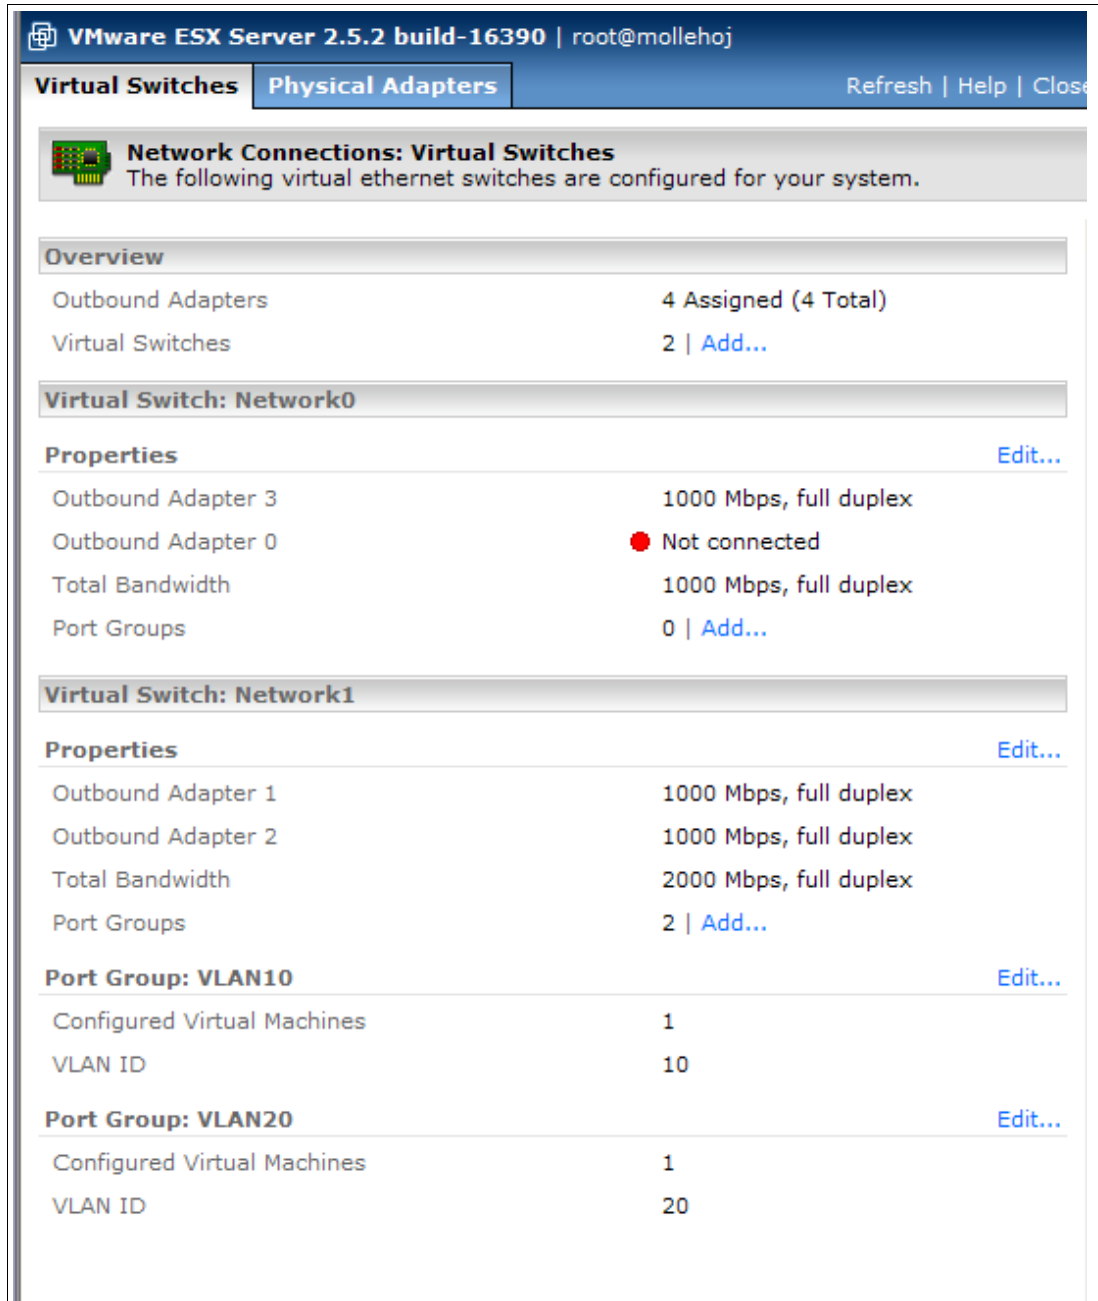 VMware ESX Server 2.5.2 build-16390 | root@mollehoj
Virtual Switches Physical Adapters Refresh | Help | Close
Network Connections: Virtual Switches
The following virtual ethernet switches are configured for your system.
Overview
Outbound Adapters 4 Assigned (4 Total)
Virtual Switches 2 | Add...
Virtual Switch: Network0
Properties Edit...
Outbound Adapter 3 1000 Mbps, full duplex
Outbound Adapter 0 Not connected
Total Bandwidth 1000 Mbps, full duplex
Port Groups 0 | Add...
Virtual Switch: Network1
Properties Edit...
Outbound Adapter 1 1000 Mbps, full duplex
Outbound Adapter 2 1000 Mbps, full duplex
Total Bandwidth 2000 Mbps, full duplex
Port Groups 2 | Add...
Port Group: VLAN10 Edit...
Configured Virtual Machines 1
VLAN ID 10
Port Group: VLAN20 Edit...
Configured Virtual Machines 1
VLAN ID 20